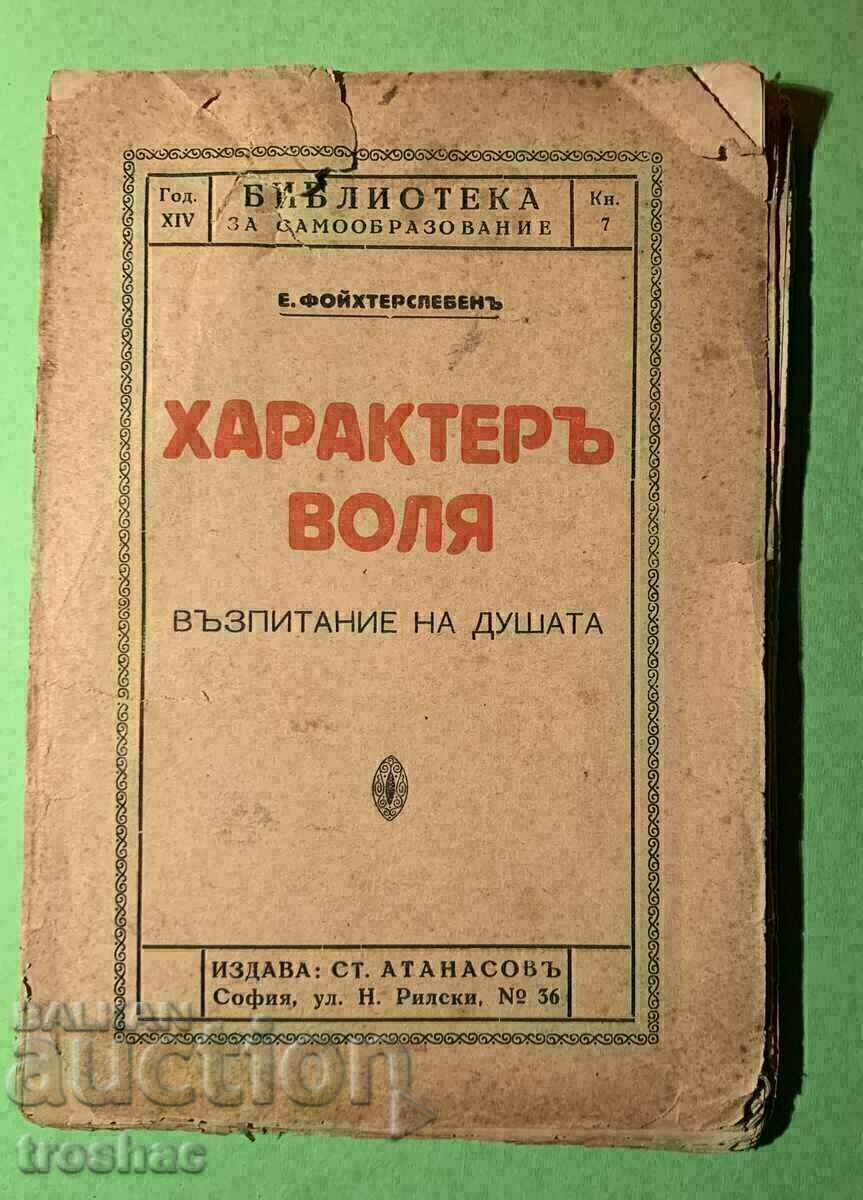 Год.
XIV
БИБЛИОТЕКА
ЗА САМООБРАЗОВАНИЕ
Кн.
7
Е. ФОЙХТЕРСЛЕБЕНЪ
ХАРАКТЕРЪ
ВОЛЯ
ВЪЗПИТАНИЕ НА ДУШАТА
ИЗДАВА: СТ. АТАНАСОВЪ
София, ул. Н. Рилски, № 36
BALKAN
auction
troshac